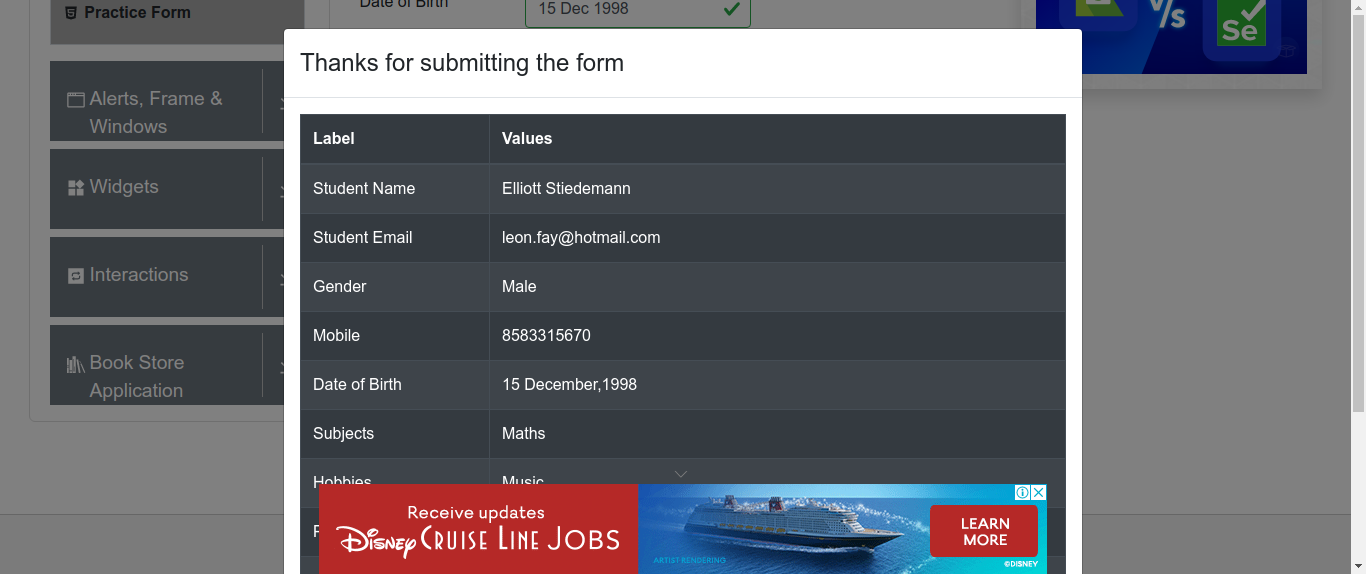 Practice Form
Date of Birth
15 Dec 1998
V/s
Se
Thanks for submitting the form
Alerts, Frame &
Windows
Widgets
Interactions
Book Store
Application
Label Values
Student Name Elliott Stiedemann
Student Email leon.fay@hotmail.com
Gender Male
Mobile 8583315670
Date of Birth 15 December,1998
Subjects Maths
Hobbies Music
Receive updates
Disney CRUISE LINE JOBS
LEARN
MORE
ARTIST RENDERING
©DISNEY